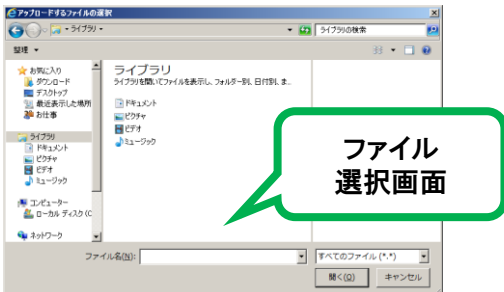 アップロードするファイルの選択
ライブラリ
ライブラリの検索
整理
お気に入り
ダウンロード
デスクトップ
最近表示した場所
お仕事
ライブラリ
ドキュメント
ピクチャ
ビデオ
ミュージック
コンピューター
ローカル ディスク (C
ネットワーク
ライブラリ
ライブラリを開いてファイルを表示し、フォルダー別、日付別、ま...
ドキュメント
ピクチャ
ビデオ
ミュージック
ファイル
選択画面
ファイル名(N):
すべてのファイル (*.*)
開く(O)
キャンセル